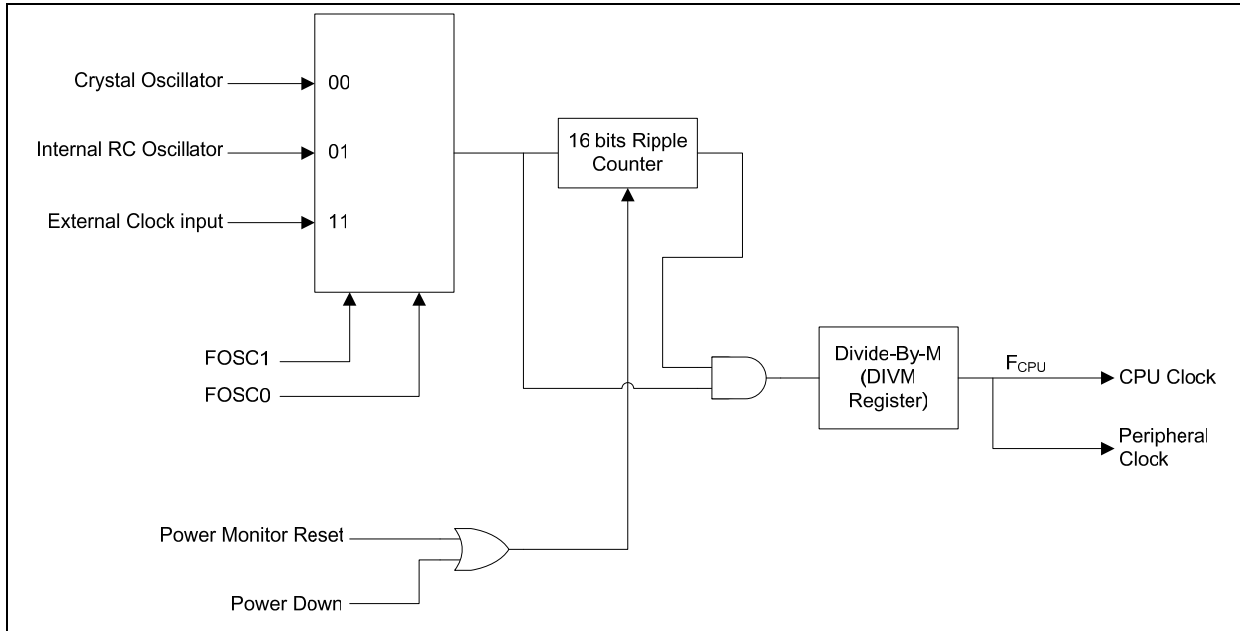 Crystal Oscillator
00
Internal RC Oscillator
01
External Clock input
11
FOSC1
FOSC0
16 bits Ripple
Counter
Divide-By-M
(DIVM
Register)
FCPU
CPU Clock
Peripheral
Clock
Power Monitor Reset
Power Down